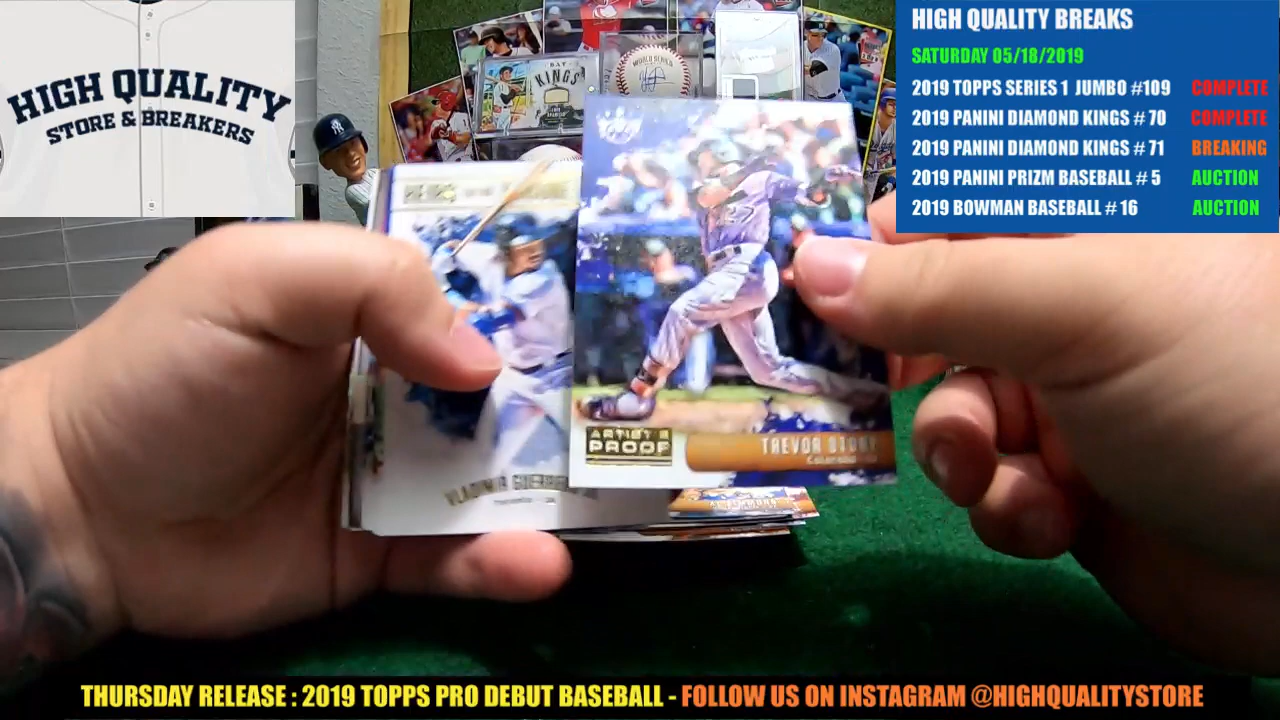 HIGH QUALITY
STORE & BREAKERS
HIGH QUALITY BREAKS
SATURDAY 05/18/2019
2019 TOPPS SERIES 1 JUMBO #109 COMPLETE
2019 PANINI DIAMOND KINGS # 70 COMPLETE
2019 PANINI DIAMOND KINGS # 71 BREAKING
2019 PANINI PRIZM BASEBALL # 5 AUCTION
2019 BOWMAN BASEBALL # 16 AUCTION
KINGS
WORLD SERIES
ARTIST'S
PROOF
TREVOR STORY
VLADIMIR
THURSDAY RELEASE : 2019 TOPPS PRO DEBUT BASEBALL - FOLLOW US ON INSTAGRAM @HIGHQUALITYSTORE